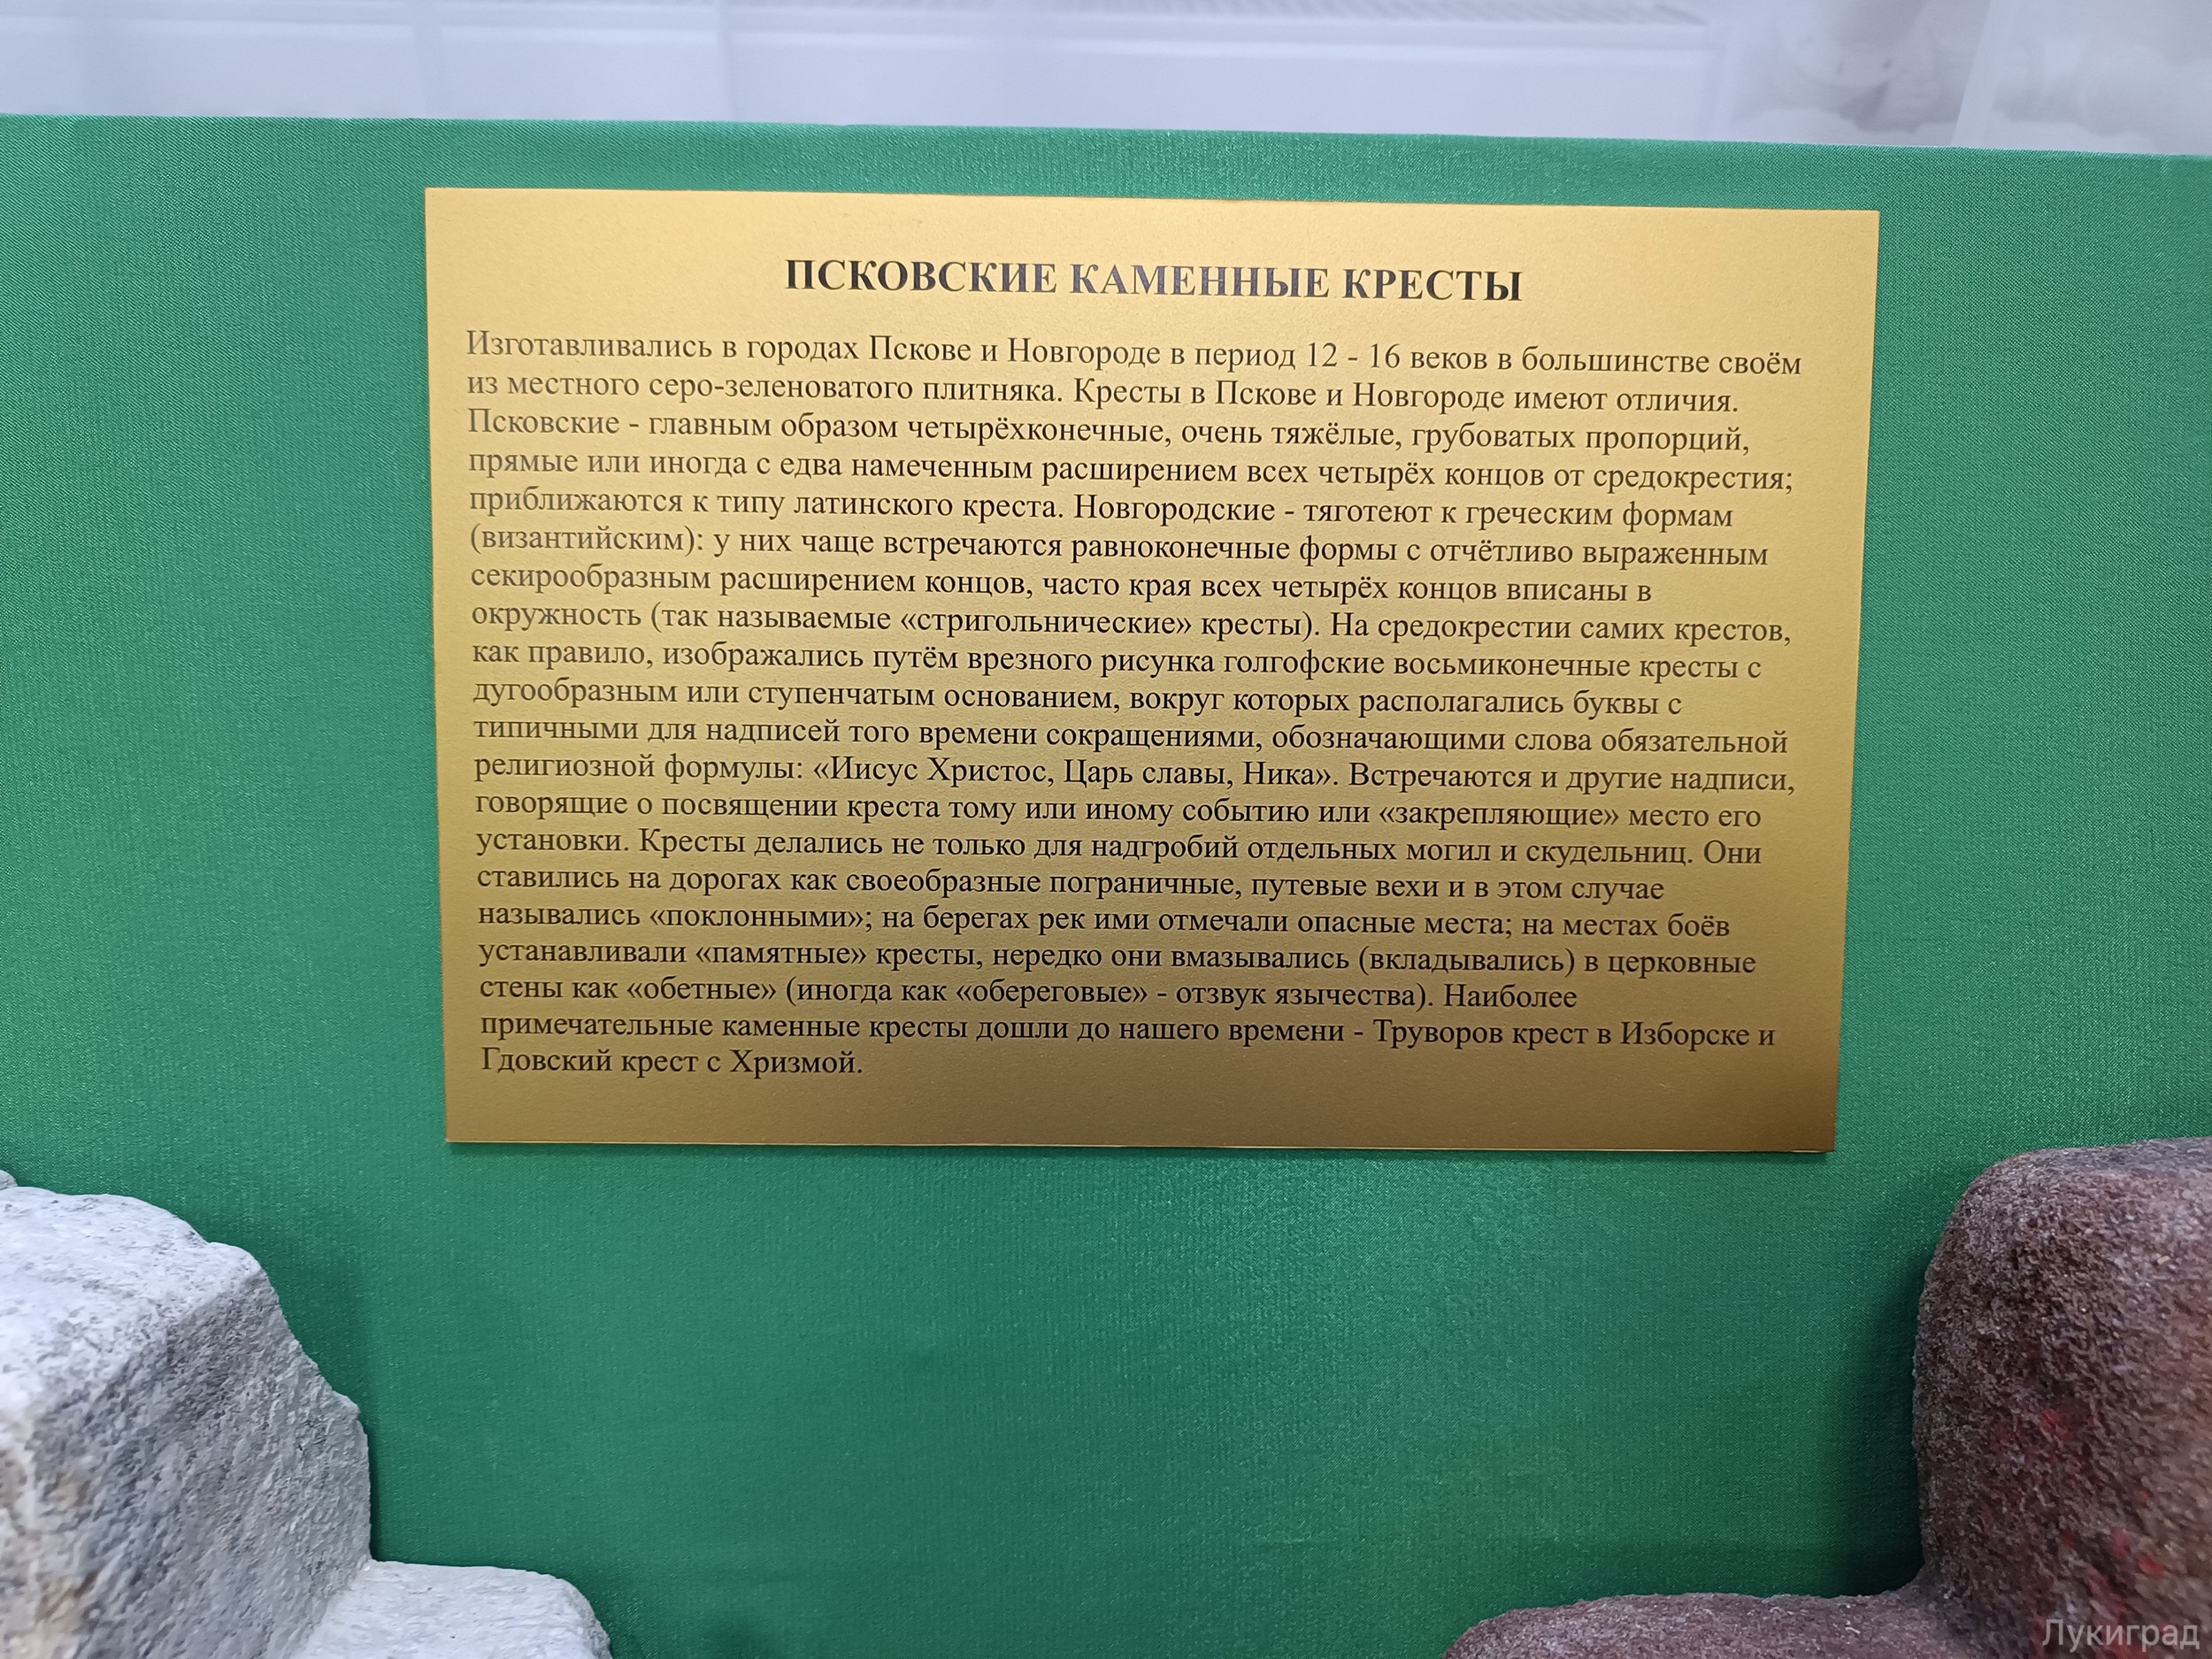 ПСКОВСКИЕ КАМЕННЫЕ КРЕСТЫ
Изготавливались в городах Пскове и Новгороде в период 12 - 16 веков в большинстве своём
из местного серо-зеленоватого плитняка. Кресты в Пскове и Новгороде имеют отличия.
Псковские - главным образом четырёхконечные, очень тяжёлые, грубоватых пропорций,
прямые или иногда с едва намеченным расширением всех четырёх концов от средокрестия;
приближаются к типу латинского креста. Новгородские - тяготеют к греческим формам
(византийским): у них чаще встречаются равноконечные формы с отчётливо выраженным
секирообразным расширением концов, часто края всех четырёх концов вписаны в
окружность (так называемые «стригольнические» кресты). На средокрестии самих крестов,
как правило, изображались путём врезного рисунка голгофские восьмиконечные кресты с
дугообразным или ступенчатым основанием, вокруг которых располагались буквы с
типичными для надписей того времени сокращениями, обозначающими слова обязательной
религиозной формулы: «Иисус Христос, Царь славы, Ника». Встречаются и другие надписи,
говорящие о посвящении креста тому или иному событию или «закрепляющие» место его
установки. Кресты делались не только для надгробий отдельных могил и скудельниц. Они
ставились на дорогах как своеобразные пограничные, путевые вехи и в этом случае
назывались «поклонными»; на берегах рек ими отмечали опасные места; на местах боёв
устанавливали «памятные» кресты, нередко они вмазывались (вкладывались) в церковные
стены как «обетные» (иногда как «обереговые» - отзвук язычества). Наиболее
примечательные каменные кресты дошли до нашего времени - Труворов крест в Изборске и
Гдовский крест с Хризмой.
Лукиград